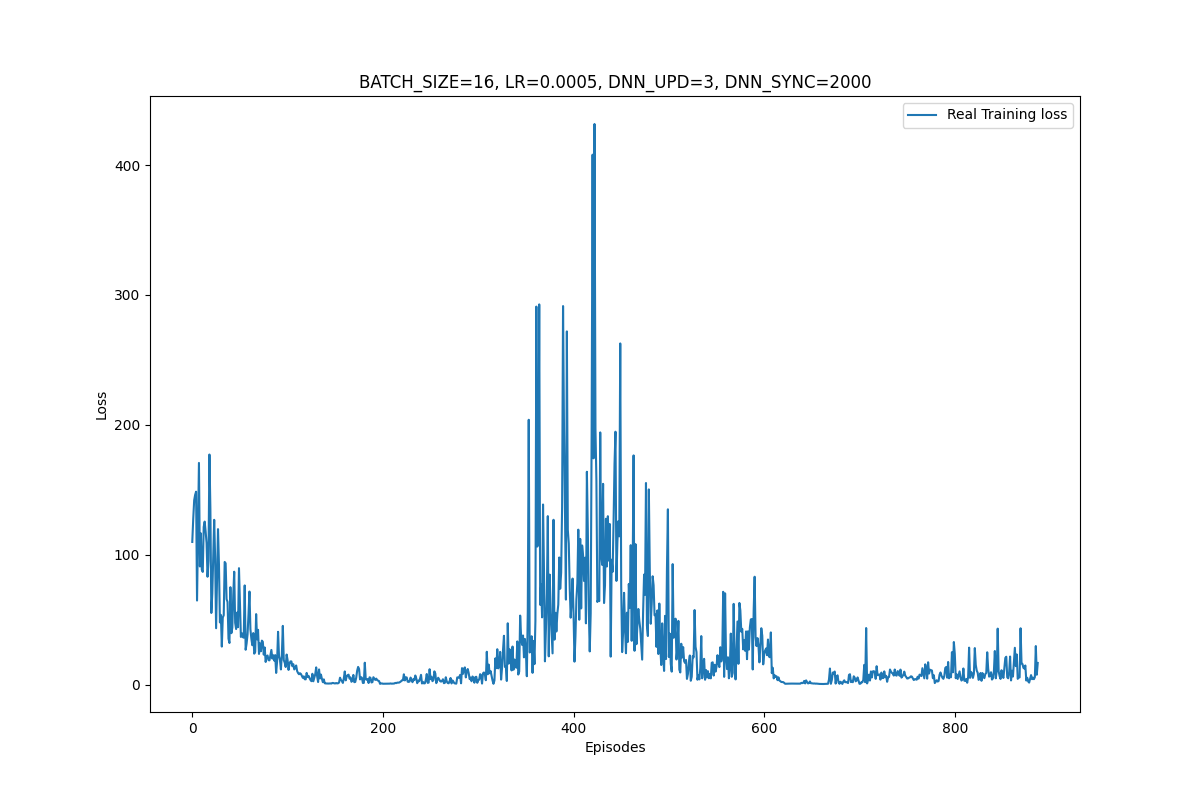 BATCH_SIZE=16, LR=0.0005, DNN_UPD=3, DNN_SYNC=2000
Real Training loss
400
300
200
100
0
Loss
0 200 400 600 800
Episodes